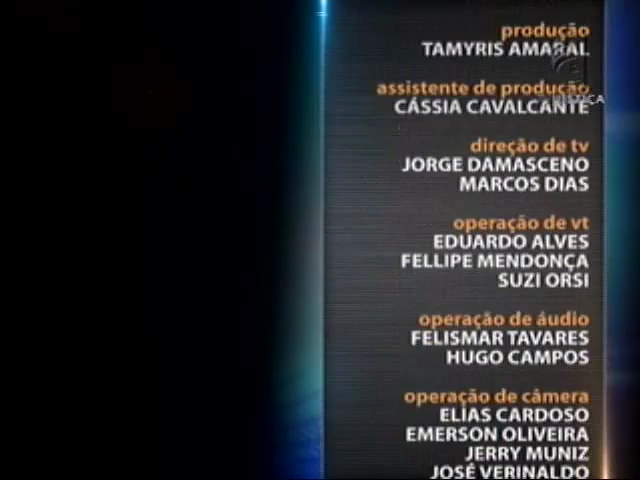 produção
TAMYRIS AMARAL
assistente de produção
CÁSSIA CAVALCANTE
direção de tv
JORGE DAMASCENO
MARCOS DIAS
operação de vt
EDUARDO ALVES
FELLIPE MENDONÇA
SUZI ORSI
operação de áudio
FELISMAR TAVARES
HUGO CAMPOS
operação de câmera
ELIAS CARDOSO
EMERSON OLIVEIRA
JERRY MUNIZ
JOSÉ VERINALDO